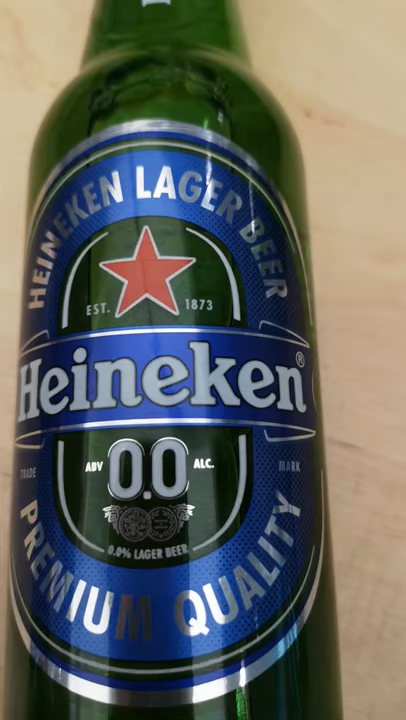 HEINEKEN LAGER BEER
EST. 1873
Heineken®
TRADE MARK
ABV 0.0 ALC.
0.0% LAGER BEER
PREMIUM QUALITY